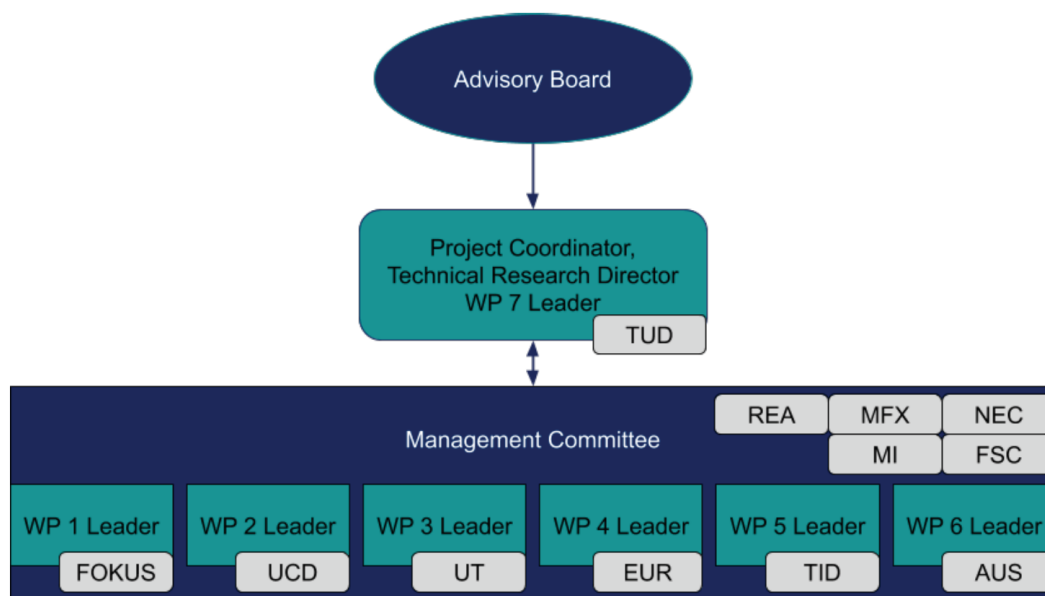 Advisory Board
Project Coordinator,
Technical Research Director
WP 7 Leader
TUD
REA
MFX
NEC
Management Committee
MI
FSC
WP 1 Leader
WP 2 Leader
WP 3 Leader
WP 4 Leader
WP 5 Leader
WP 6 Leader
FOKUS
UCD
UT
EUR
TID
AUS